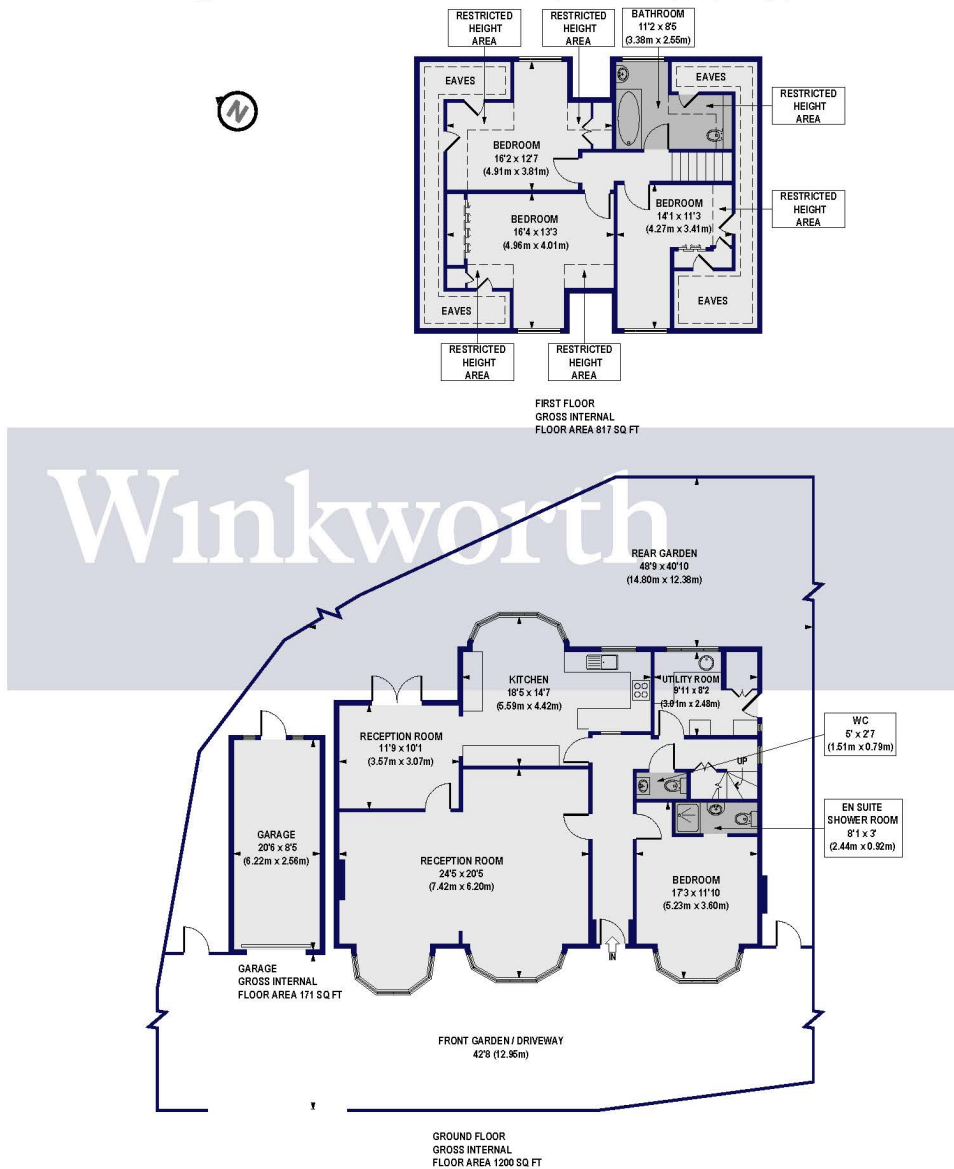 RESTRICTED
HEIGHT
AREA
RESTRICTED
HEIGHT
AREA
BATHROOM
11'2 x 8'5
(3.38m x 2.55m)
N
EAVES
EAVES
RESTRICTED
HEIGHT
AREA
BEDROOM
16'2 x 12'7
(4.91m x 3.81m)
BEDROOM
14'1 x 11'3
(4.27m x 3.41m)
RESTRICTED
HEIGHT
AREA
BEDROOM
16'4 x 13'3
(4.96m x 4.01m)
EAVES
EAVES
RESTRICTED
HEIGHT
AREA
RESTRICTED
HEIGHT
AREA
FIRST FLOOR
GROSS INTERNAL
FLOOR AREA 817 SQ FT
Winkworth
REAR GARDEN
48'9 x 40'10
(14.80m x 12.38m)
KITCHEN
18'5 x 14'7
(5.59m x 4.42m)
UTILITY ROOM
9'11 x 8'2
(3.01m x 2.48m)
WC
5' x 2'7
(1.51m x 0.79m)
RECEPTION ROOM
11'9 x 10'1
(3.57m x 3.07m)
UP
EN SUITE
SHOWER ROOM
8'1 x 3'
(2.44m x 0.92m)
GARAGE
20'6 x 8'5
(6.22m x 2.56m)
RECEPTION ROOM
24'5 x 20'5
(7.42m x 6.20m)
BEDROOM
17'3 x 11'10
(5.23m x 3.60m)
IN
GARAGE
GROSS INTERNAL
FLOOR AREA 171 SQ FT
FRONT GARDEN / DRIVEWAY
42'8 (12.95m)
GROUND FLOOR
GROSS INTERNAL
FLOOR AREA 1200 SQ FT